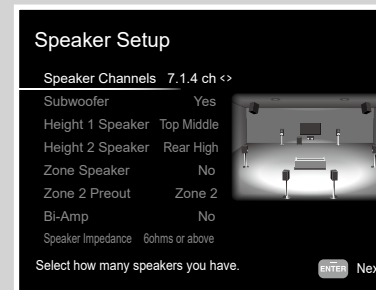 Speaker Setup
Speaker Channels 7.1.4 ch <>
Subwoofer Yes
Height 1 Speaker Top Middle
Height 2 Speaker Rear High
Zone Speaker No
Zone 2 Preout Zone 2
Bi-Amp No
Speaker Impedance 6ohms or above
Select how many speakers you have.
ENTER Nex